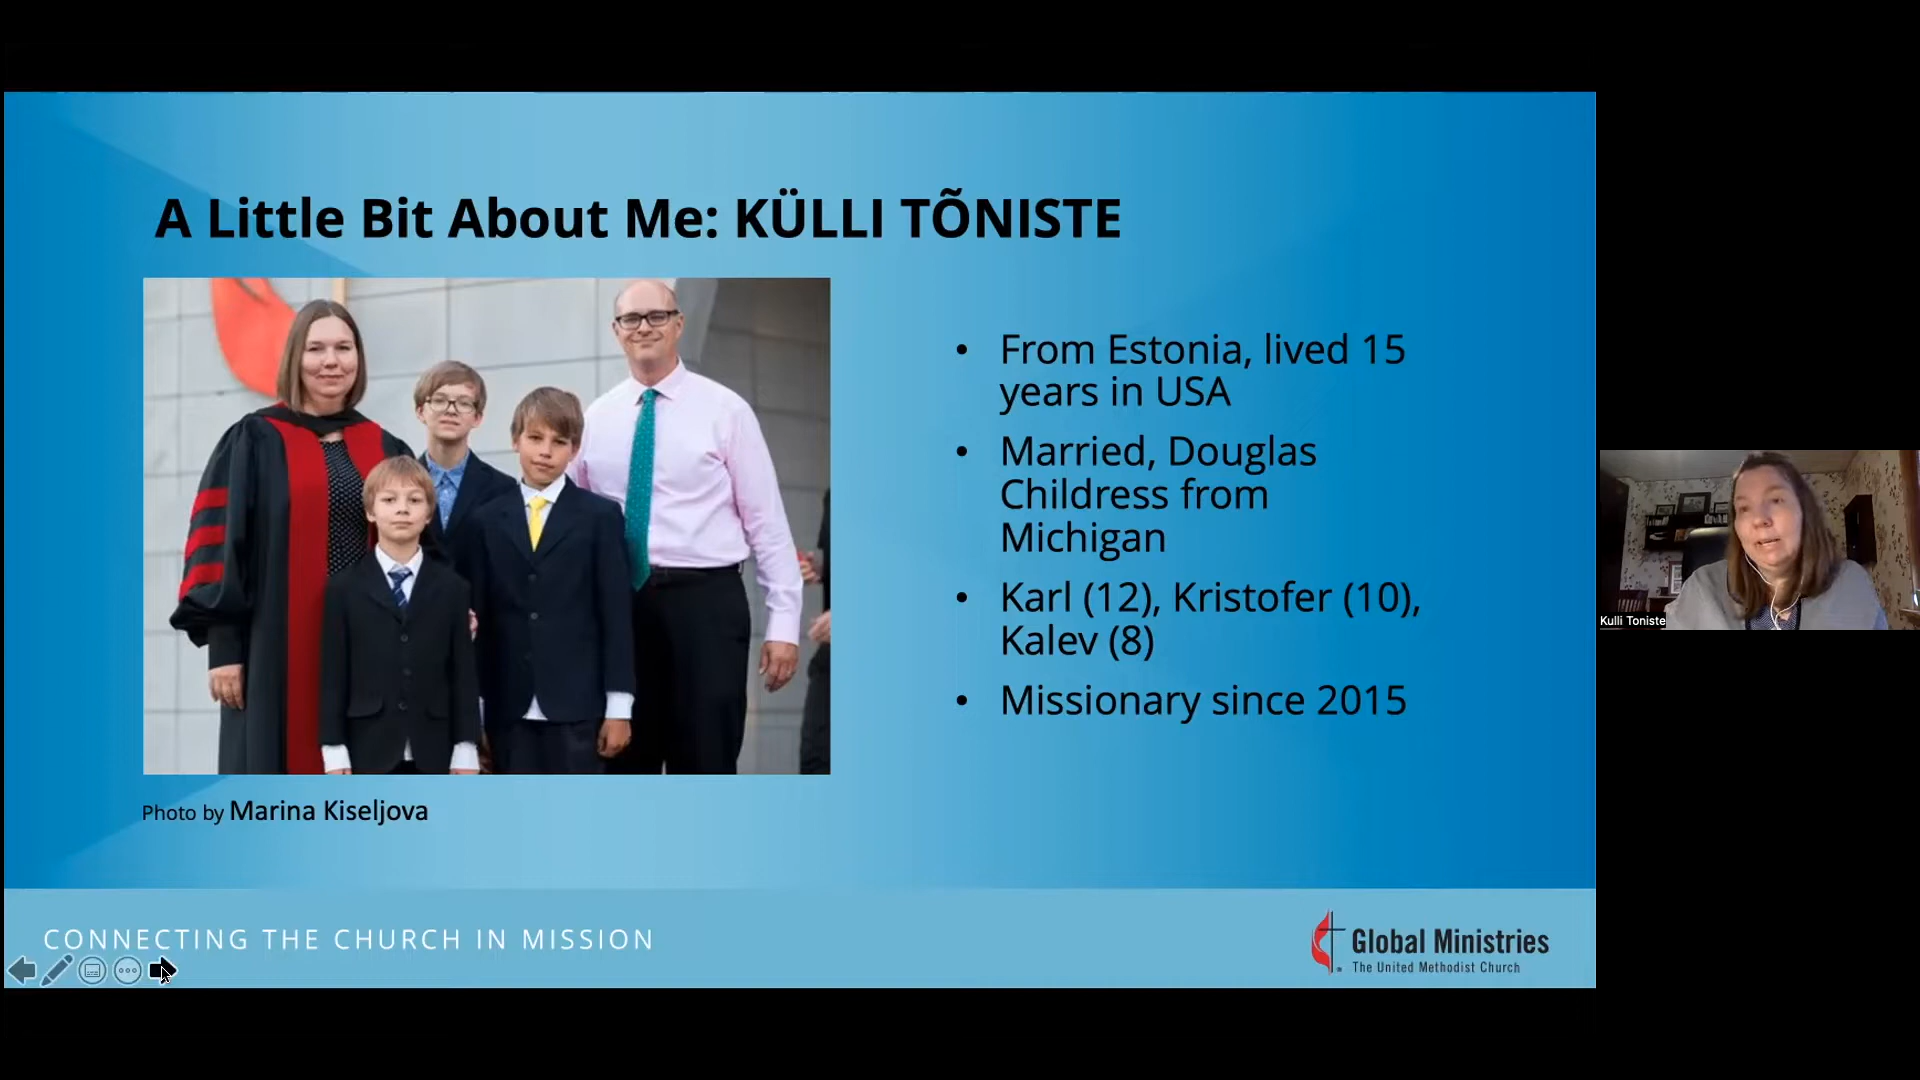 A Little Bit About Me: KÜLLI TÕNISTE
• From Estonia, lived 15
years in USA
• Married, Douglas
Childress from
Michigan
• Karl (12), Kristofer (10),
Kalev (8)
• Missionary since 2015
Photo by Marina Kiseljova
Kulli Toniste
CONNECTING THE CHURCH IN MISSION
Global Ministries
The United Methodist Church